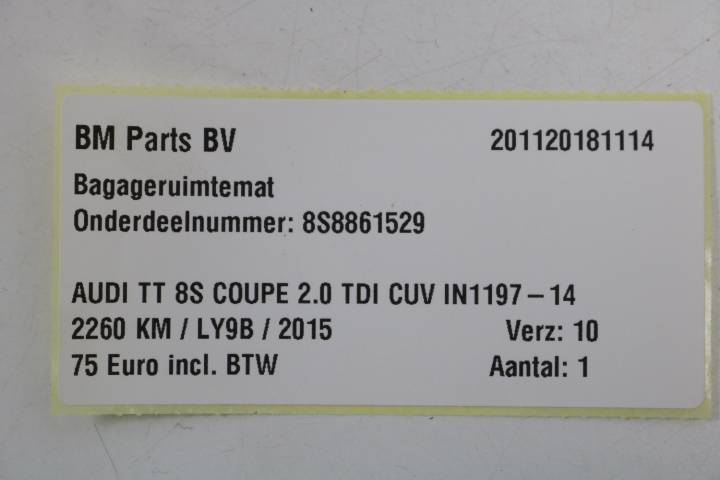 BM Parts BV 201120181114
Bagageruimtemat
Onderdeelnummer: 8S8861529
AUDI TT 8S COUPE 2.0 TDI CUV IN1197-14
2260 KM / LY9B / 2015 Verz: 10
75 Euro incl. BTW Aantal: 1